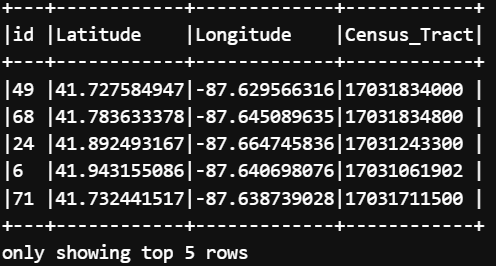 +---+------------+-------------+------------+
|id |Latitude    |Longitude    |Census_Tract|
+---+------------+-------------+------------+
|49 |41.727584947|-87.629566316|17031834000 |
|68 |41.783633378|-87.645089635|17031834800 |
|24 |41.892493167|-87.664745836|17031243300 |
|6  |41.943155086|-87.640698076|17031061902 |
|71 |41.732441517|-87.638739028|17031711500 |
+---+------------+-------------+------------+
only showing top 5 rows